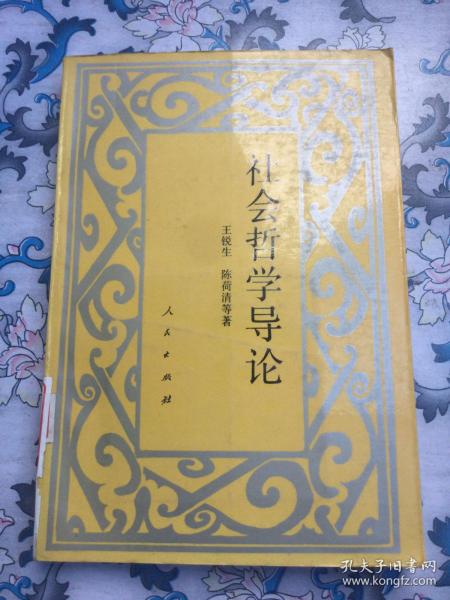 社会哲学导论
王锐生 陈荷清等著
人民出版社
孔夫子旧书网
www.kongfz.com